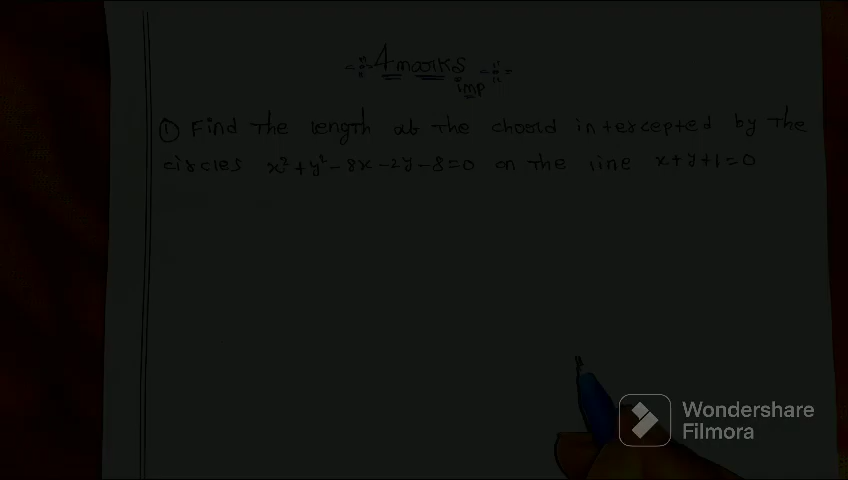 4 marks
imp
① Find the length of the chord intercepted by the
circles x² + y² - 8x - 2y - 8 = 0 on the line x + y + 1 = 0
Wondershare
Filmora